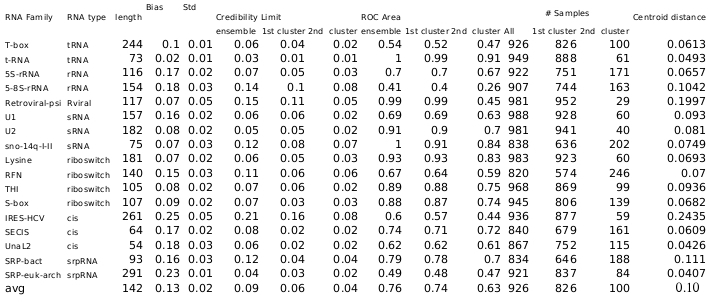 Bias Std
RNA Family RNA type length Credibility Limit ROC Area # Samples Centroid distance
ensemble 1st cluster 2nd cluster ensemble 1st cluster 2nd cluster All 1st cluster 2nd cluster
T-box tRNA 244 0.1 0.01 0.06 0.04 0.02 0.54 0.52 0.47 926 826 100 0.0613
t-RNA tRNA 73 0.02 0.01 0.03 0.01 0.01 1 0.99 0.91 949 888 61 0.0493
5S-rRNA rRNA 116 0.17 0.02 0.07 0.05 0.03 0.7 0.7 0.67 922 751 171 0.0657
5-8S-rRNA rRNA 154 0.18 0.03 0.14 0.1 0.08 0.41 0.4 0.26 907 744 163 0.1042
Retroviral-psi Rviral 117 0.07 0.05 0.15 0.11 0.05 0.99 0.99 0.45 981 952 29 0.1997
U1 sRNA 157 0.16 0.02 0.06 0.06 0.02 0.69 0.69 0.63 988 928 60 0.093
U2 sRNA 182 0.08 0.05 0.05 0.05 0.02 0.91 0.9 0.7 981 941 40 0.081
sno-14q-I-II sRNA 75 0.07 0.03 0.12 0.08 0.07 1 0.91 0.84 838 636 202 0.0749
Lysine riboswitch 181 0.07 0.02 0.06 0.05 0.03 0.93 0.93 0.83 983 923 60 0.0693
RFN riboswitch 140 0.15 0.03 0.11 0.06 0.06 0.67 0.64 0.59 820 574 246 0.07
THI riboswitch 105 0.08 0.02 0.07 0.06 0.02 0.89 0.88 0.75 968 869 99 0.0936
S-box riboswitch 107 0.09 0.02 0.07 0.03 0.03 0.88 0.87 0.74 945 806 139 0.0682
IRES-HCV cis 261 0.25 0.05 0.21 0.16 0.08 0.6 0.57 0.44 936 877 59 0.2435
SECIS cis 64 0.17 0.02 0.08 0.02 0.02 0.74 0.71 0.72 840 679 161 0.0609
UnaL2 cis 54 0.18 0.03 0.06 0.02 0.02 0.62 0.62 0.61 867 752 115 0.0426
SRP-bact srpRNA 93 0.16 0.03 0.12 0.04 0.04 0.79 0.78 0.7 834 646 188 0.111
SRP-euk-arch srpRNA 291 0.23 0.01 0.04 0.03 0.02 0.49 0.48 0.47 921 837 84 0.0407
avg 142 0.13 0.02 0.09 0.06 0.04 0.76 0.74 0.63 926 826 100 0.10